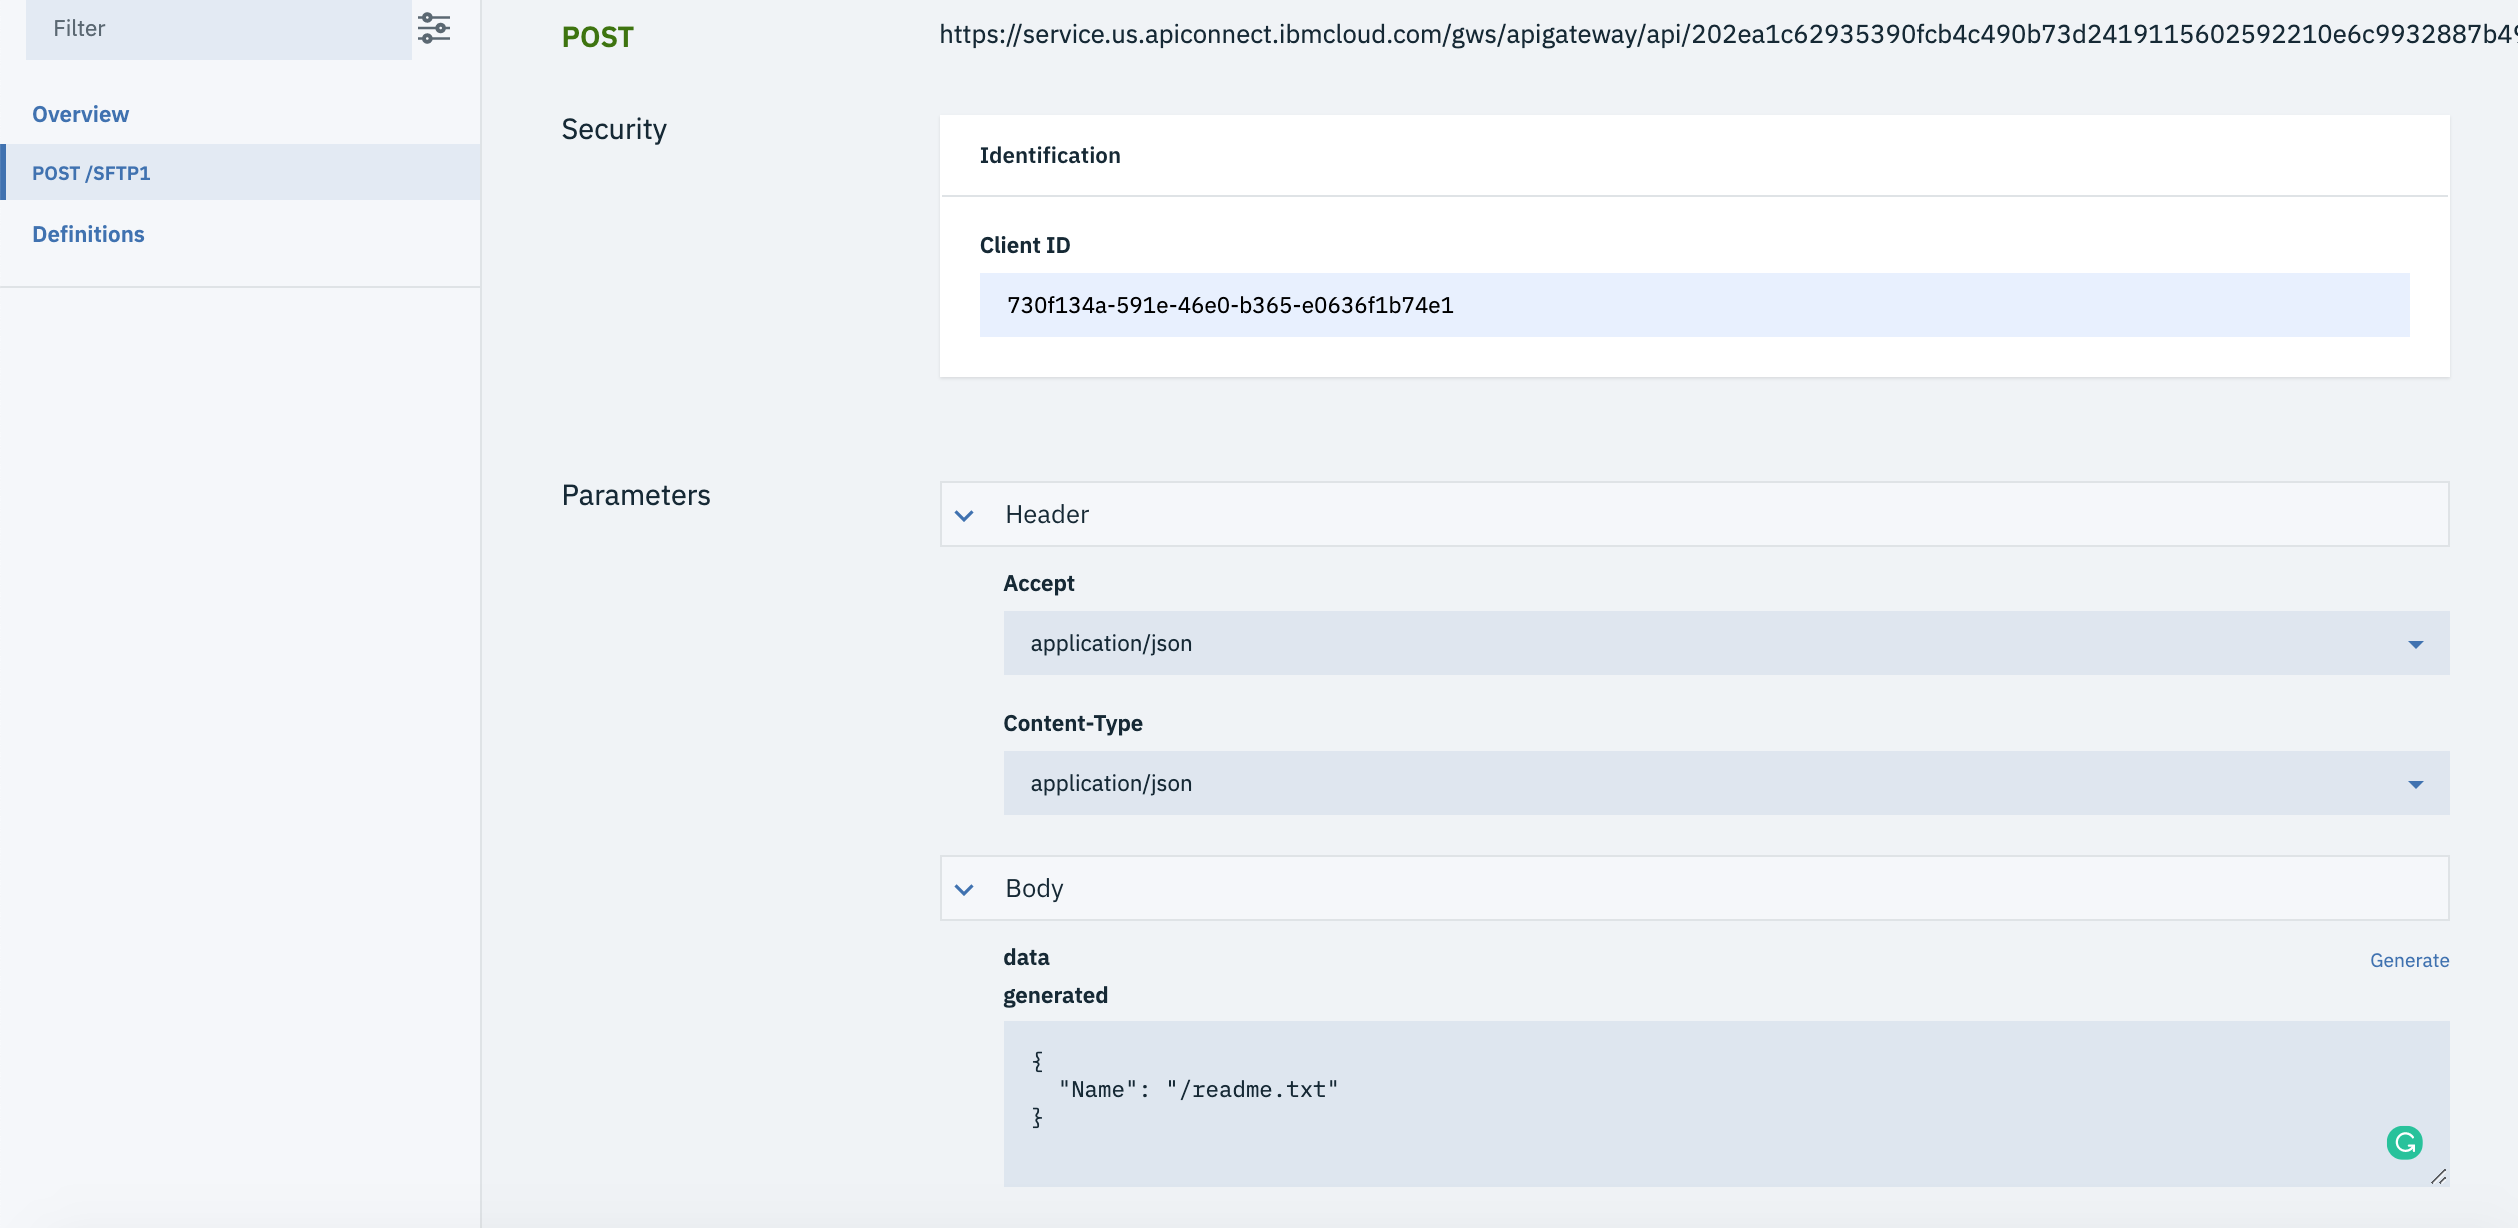 Filter
Overview
POST /SFTP1
Definitions
POST
https://service.us.apiconnect.ibmcloud.com/gws/apigateway/api/202ea1c62935390fcb4c490b73d2419115602592210e6c9932887b49
Security
Identification
Client ID
730f134a-591e-46e0-b365-e0636f1b74e1
Parameters
Header
Accept
application/json
Content-Type
application/json
Body
data
Generate
generated
{
"Name": "/readme.txt"
}